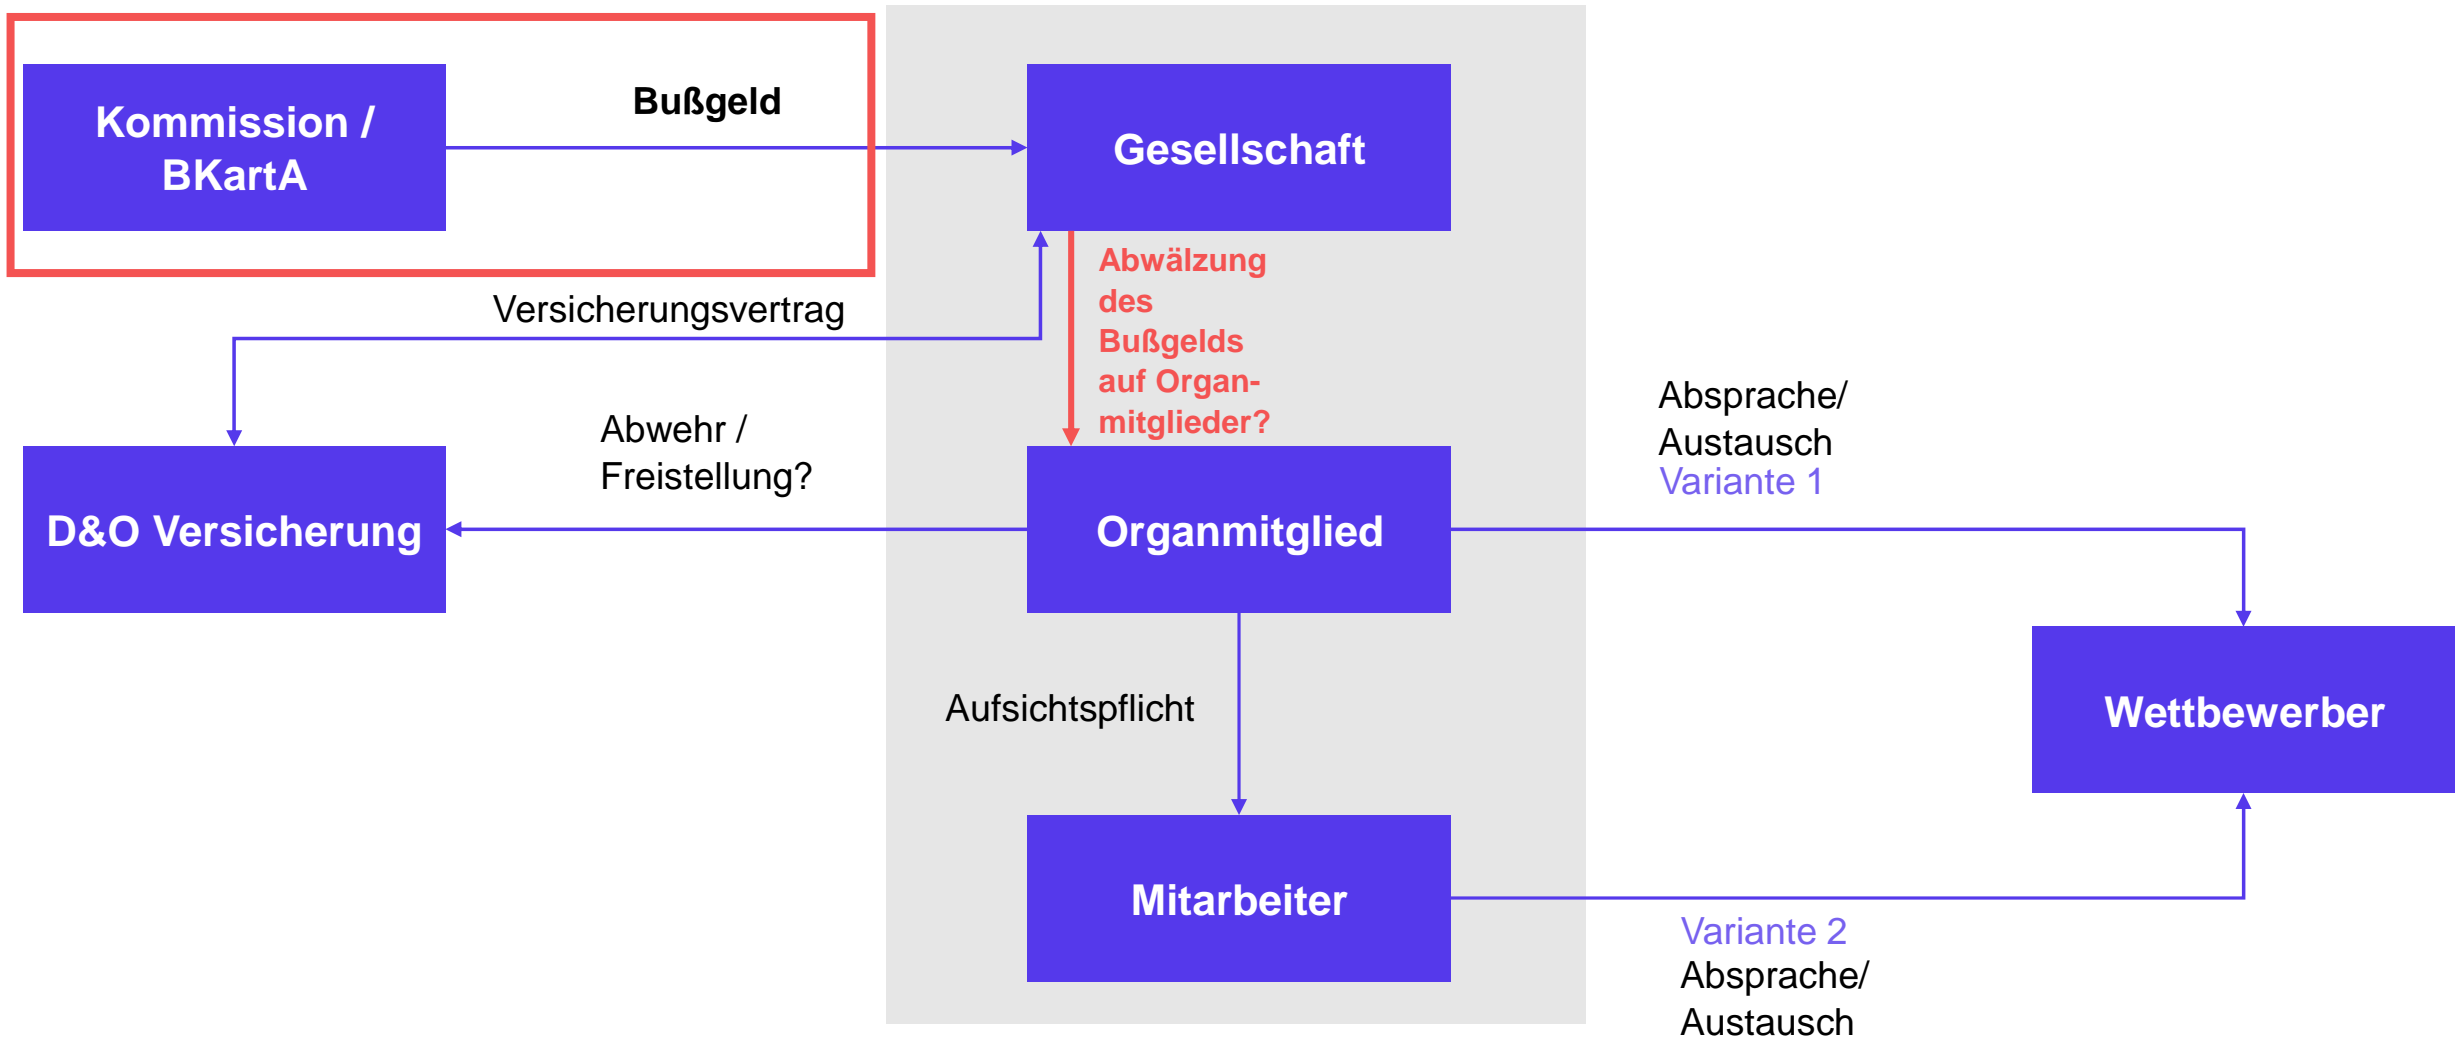 Kommission /
BKartA
Bußgeld
Gesellschaft
Abwälzung
des
Bußgelds
auf Organ-
mitglieder?
Versicherungsvertrag
Abwehr /
Freistellung?
Absprache/
Austausch
Variante 1
D&O Versicherung
Organmitglied
Wettbewerber
Aufsichtspflicht
Mitarbeiter
Variante 2
Absprache/
Austausch